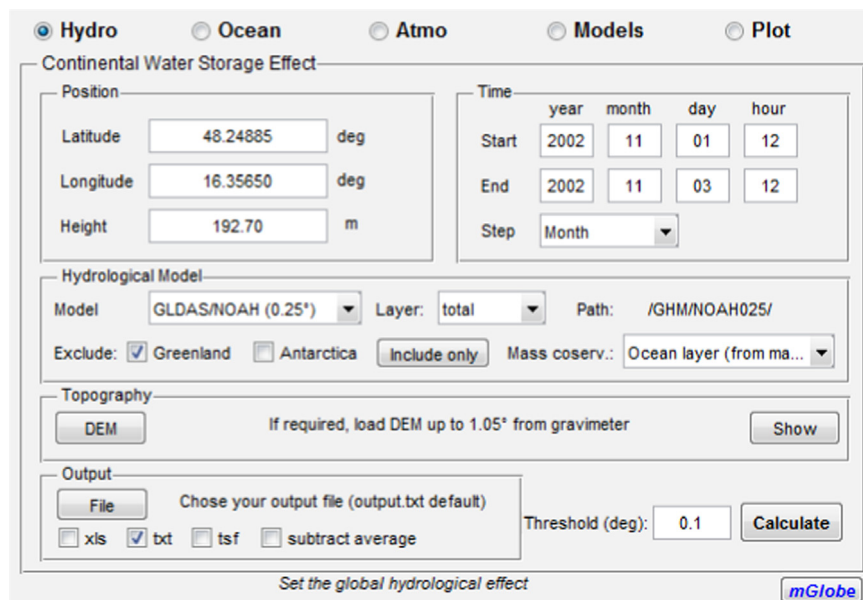 Hydro Ocean Atmo Models Plot
Continental Water Storage Effect
Position
Latitude 48.24885 deg
Longitude 16.35650 deg
Height 192.70 m
Time
year month day hour
Start 2002 11 01 12
End 2002 11 03 12
Step Month
Hydrological Model
Model GLDAS/NOAH (0.25°) Layer: total Path: /GHM/NOAH025/
Exclude: Greenland Antarctica Include only Mass coserv.: Ocean layer (from ma...
Topography
DEM If required, load DEM up to 1.05° from gravimeter Show
Output
File Chose your output file (output.txt default)
xls txt tsf subtract average
Threshold (deg): 0.1 Calculate
Set the global hydrological effect
mGlobe